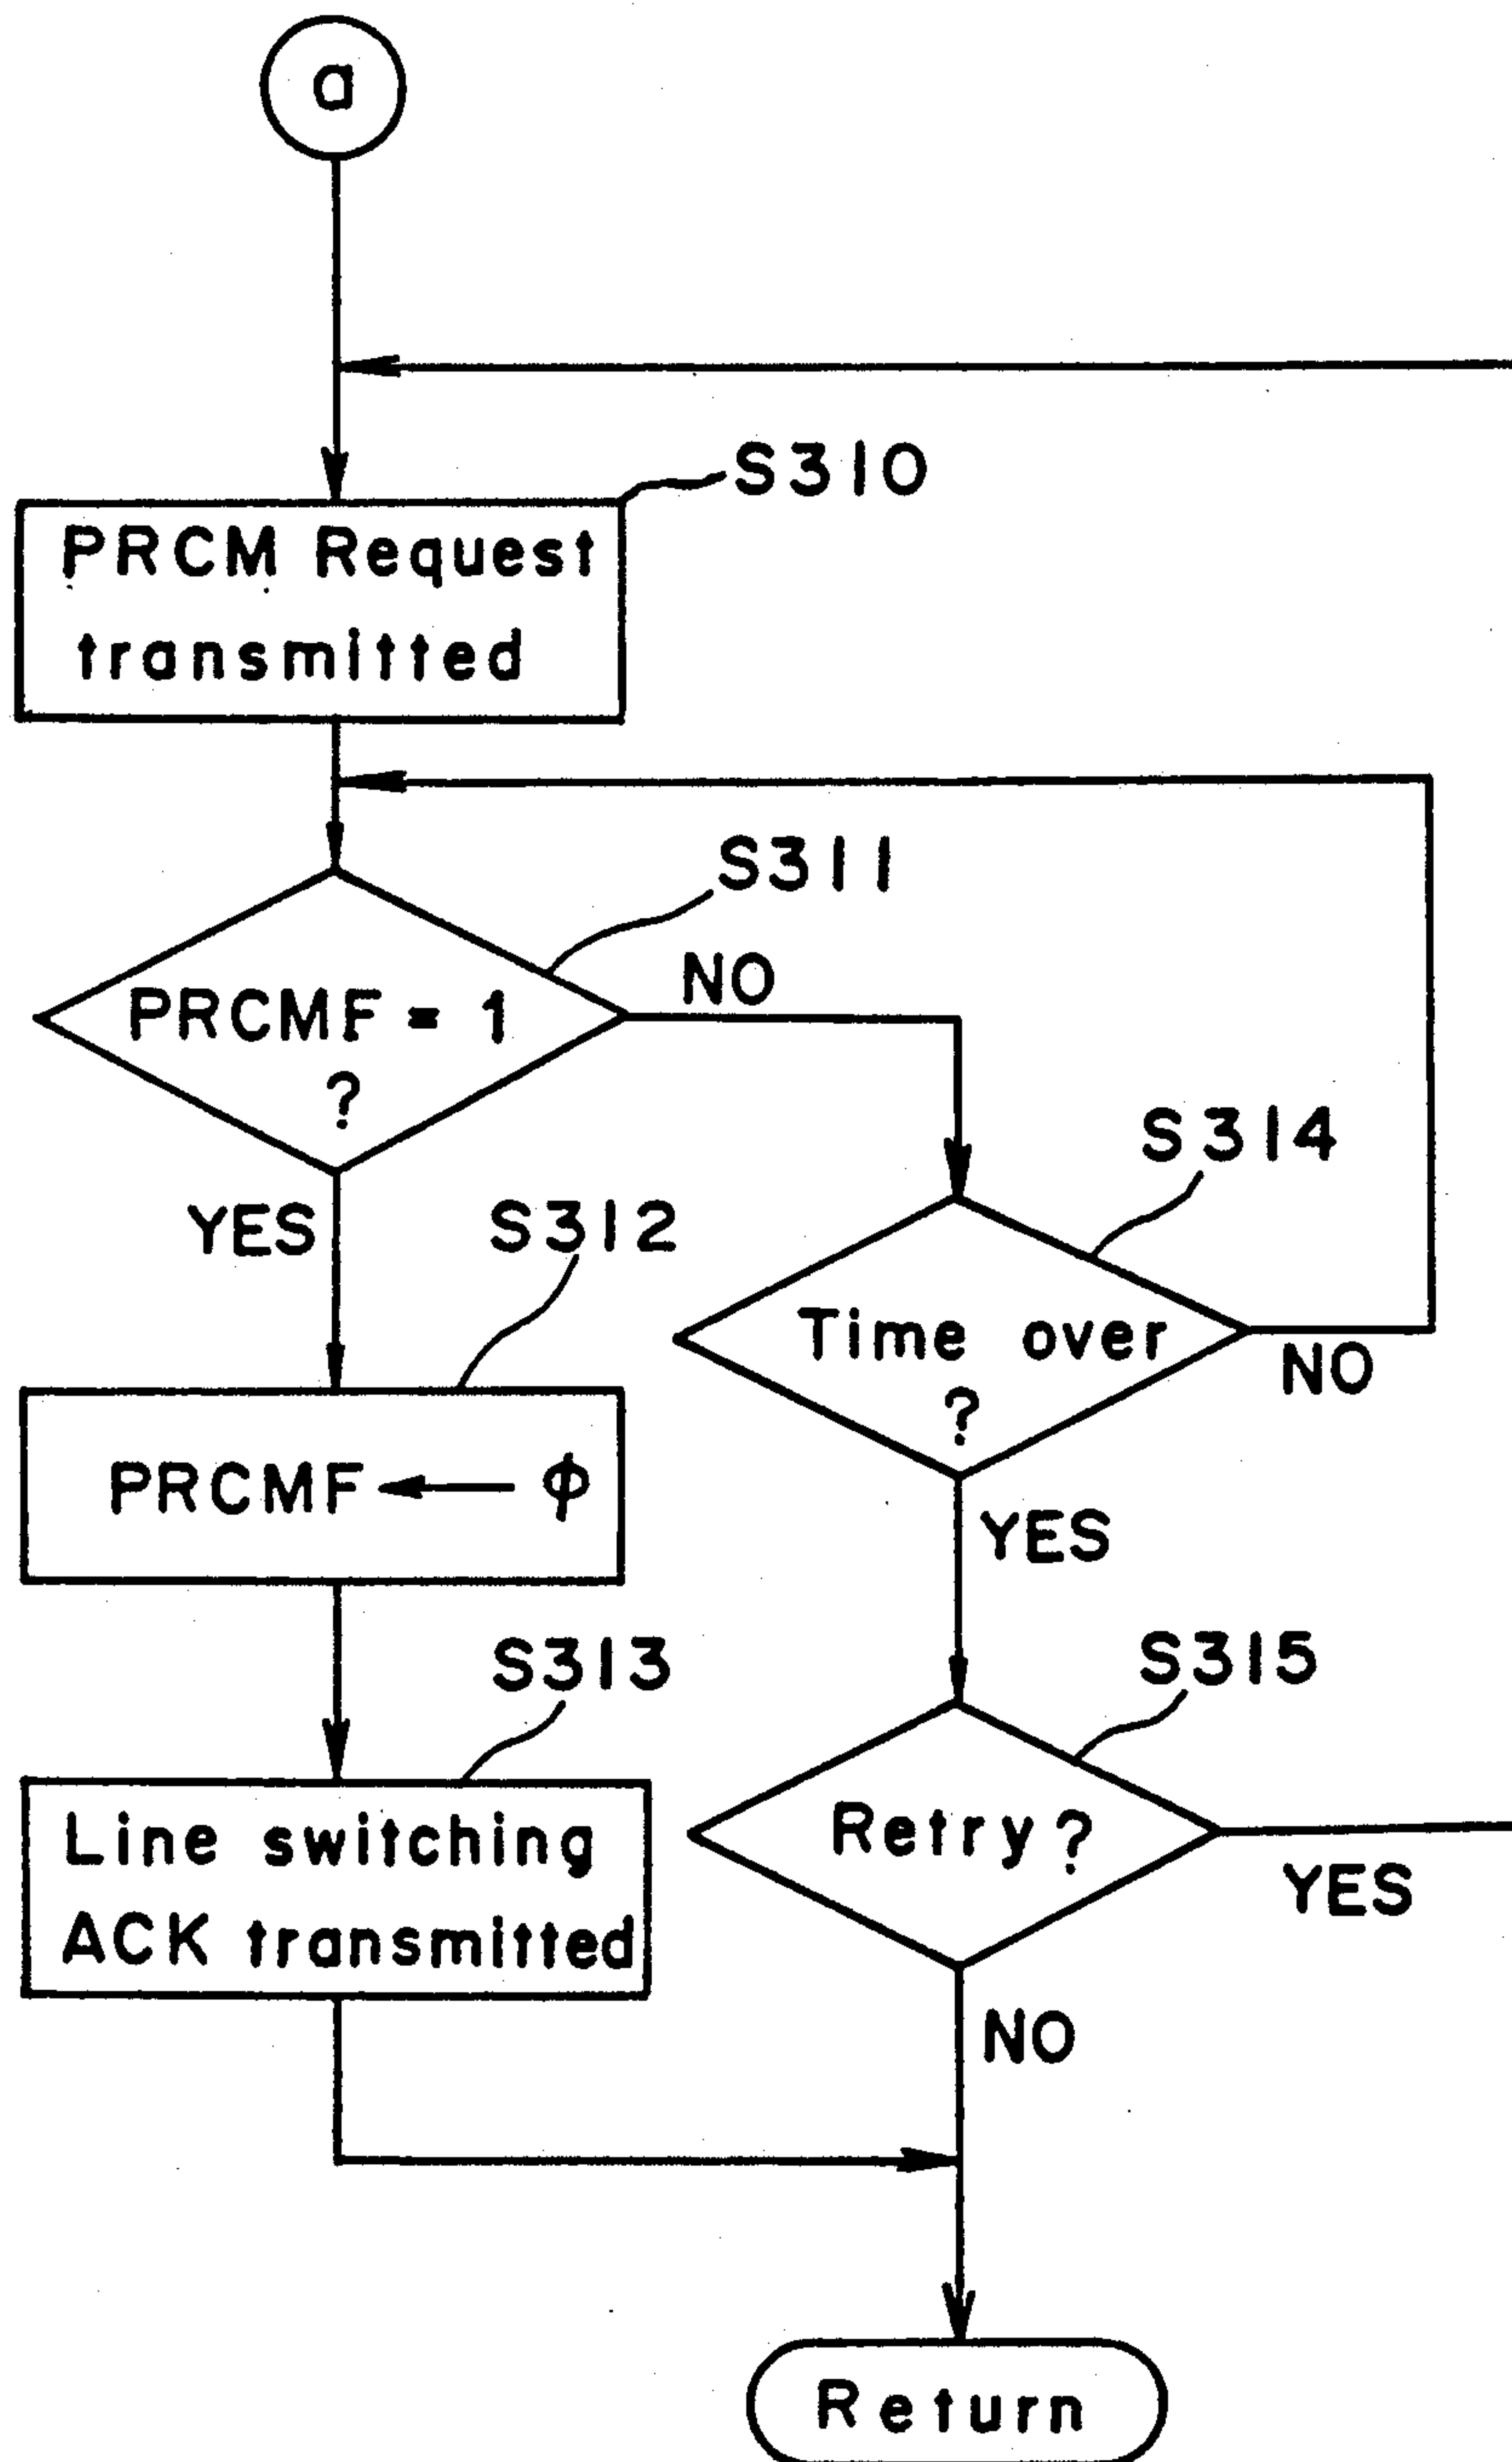 a
S310
PRCM Request
transmitted
S311
PRCMF = 1
?
NO
YES
S314
Time over
?
NO
YES
S312
PRCMF ← φ
S313
Line switching
ACK transmitted
S315
Retry?
YES
NO
Return